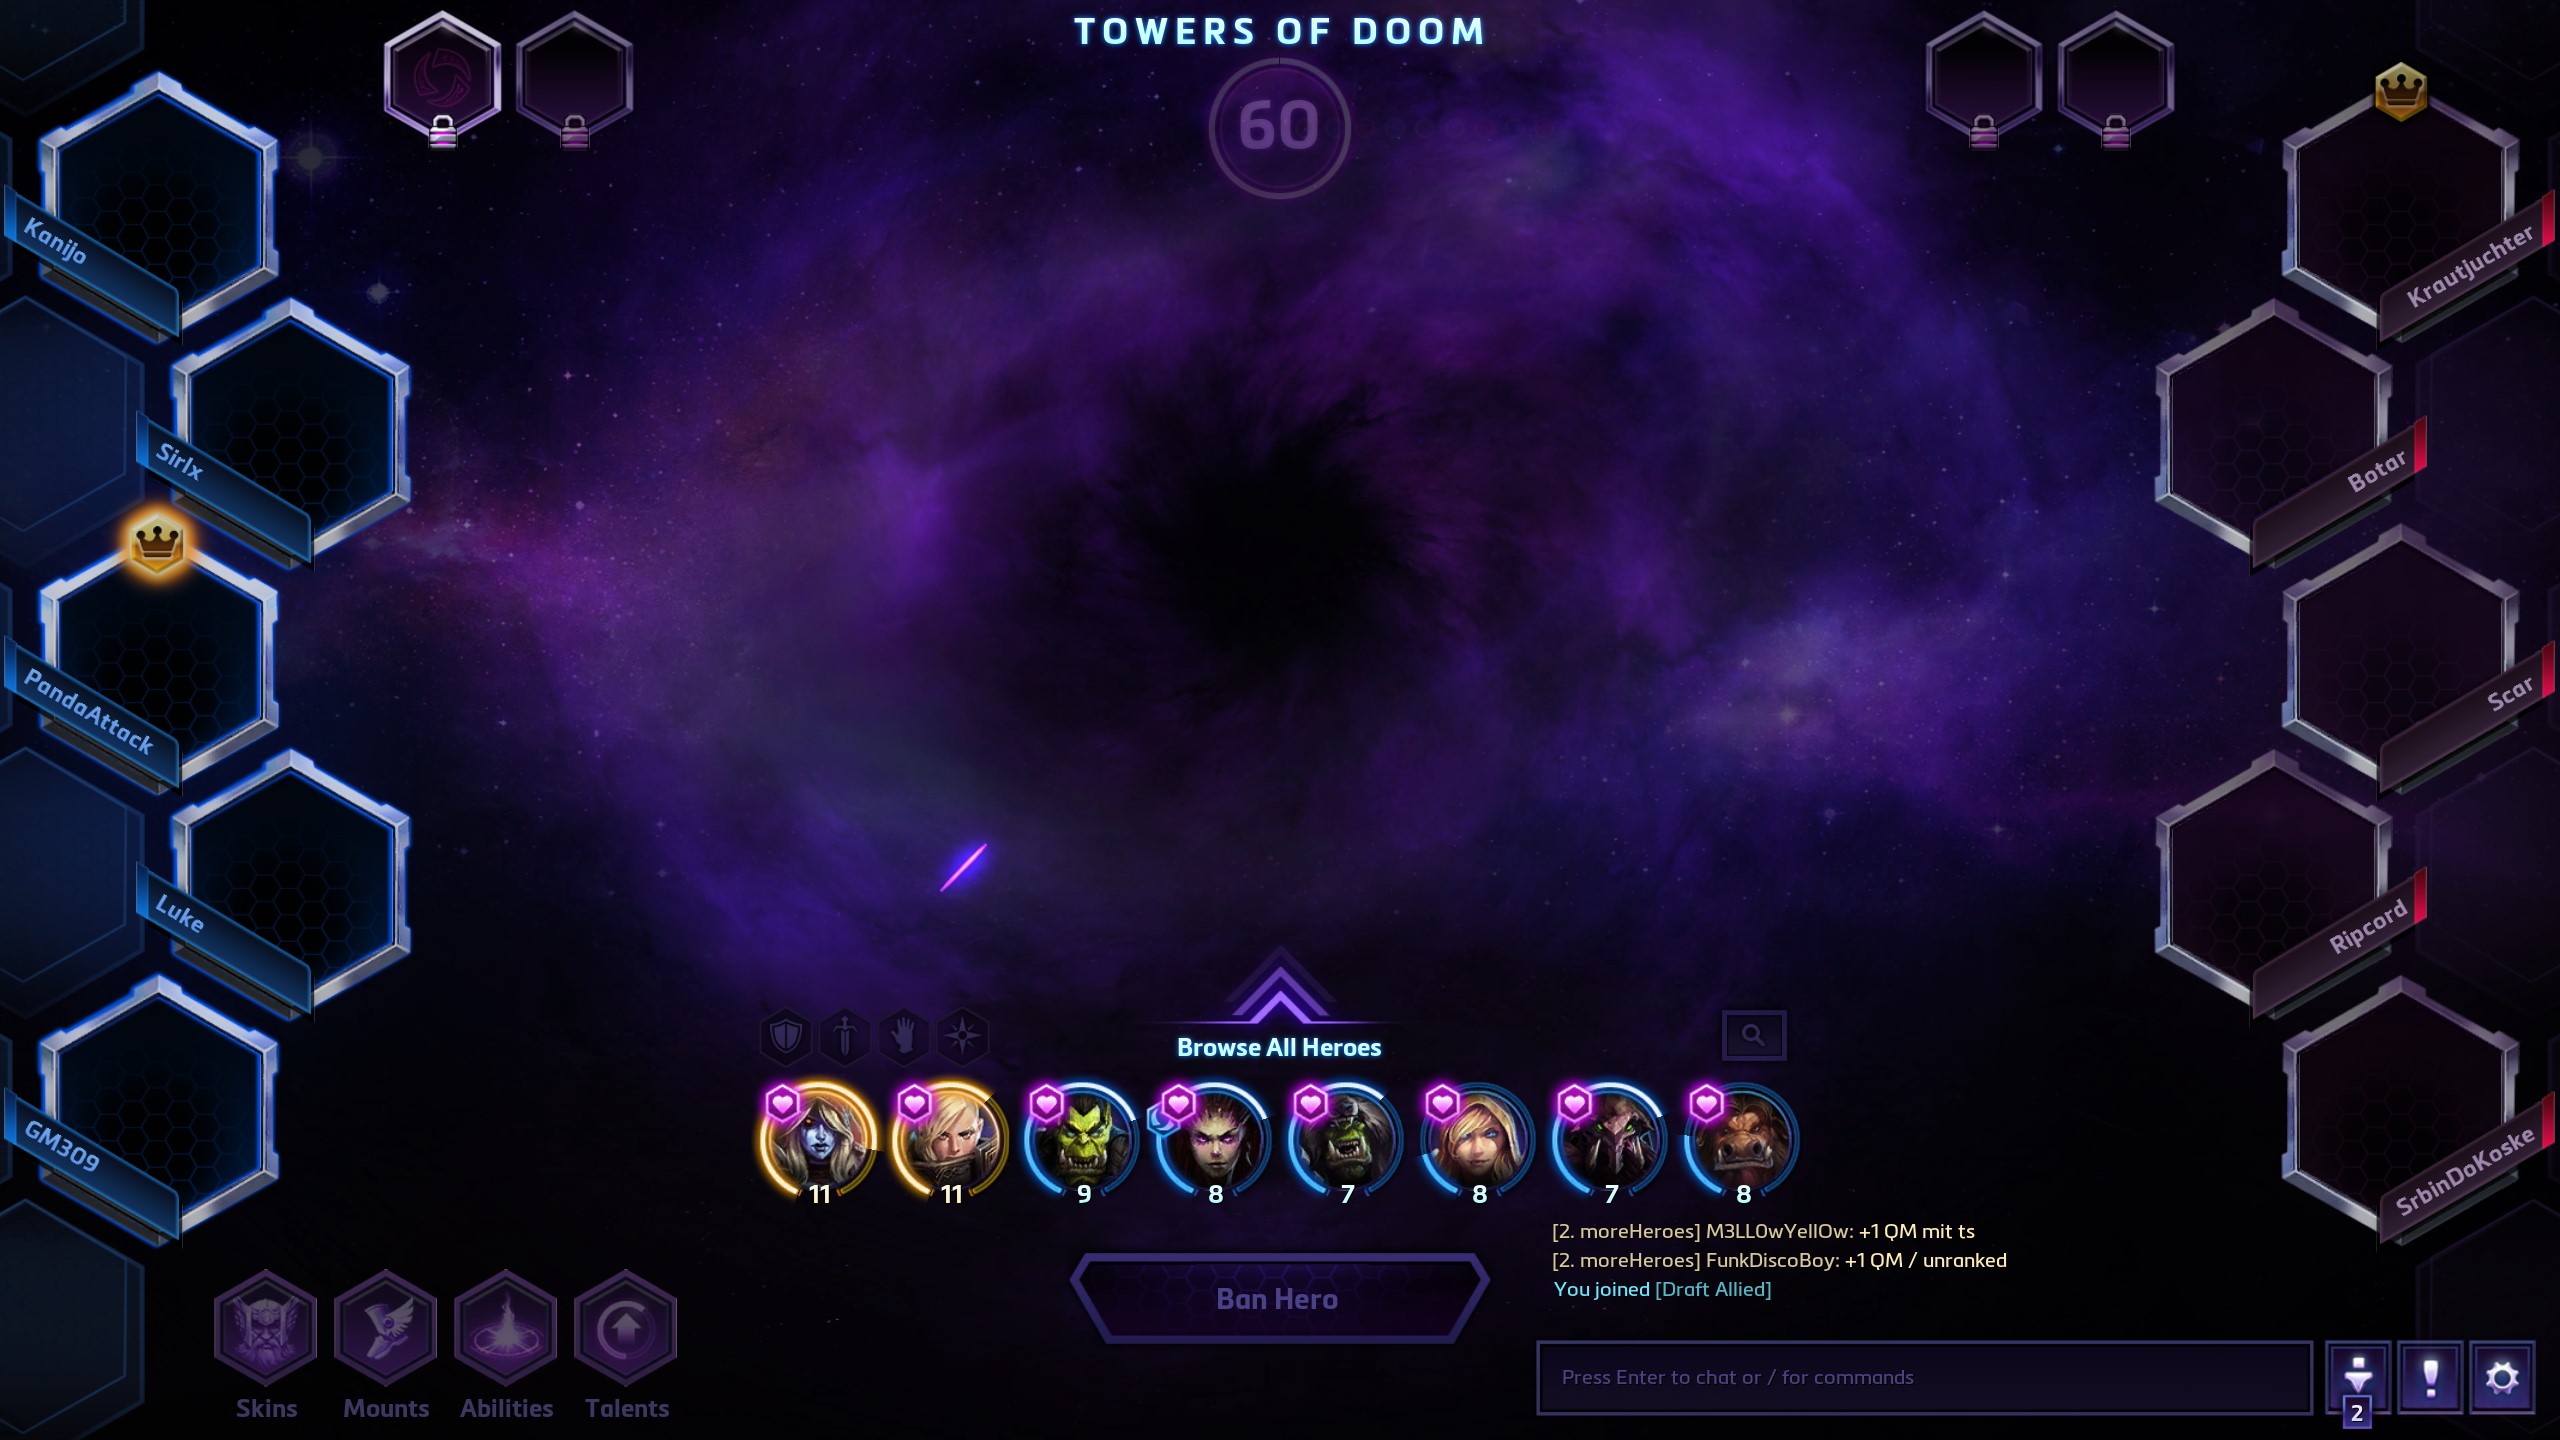 TOWERS OF DOOM
60
Kanijo
Sirlx
PandaAttack
Luke
GM309
Krautjuchter
Botar
Scar
Ripcord
SrbinDoKoske
Browse All Heroes
11 11 9 8 7 8 7 8
Ban Hero
[2. moreHeroes] M3LL0wYellOw: +1 QM mit ts
[2. moreHeroes] FunkDiscoBoy: +1 QM / unranked
You joined [Draft Allied]
Press Enter to chat or / for commands
2
Skins Mounts Abilities Talents